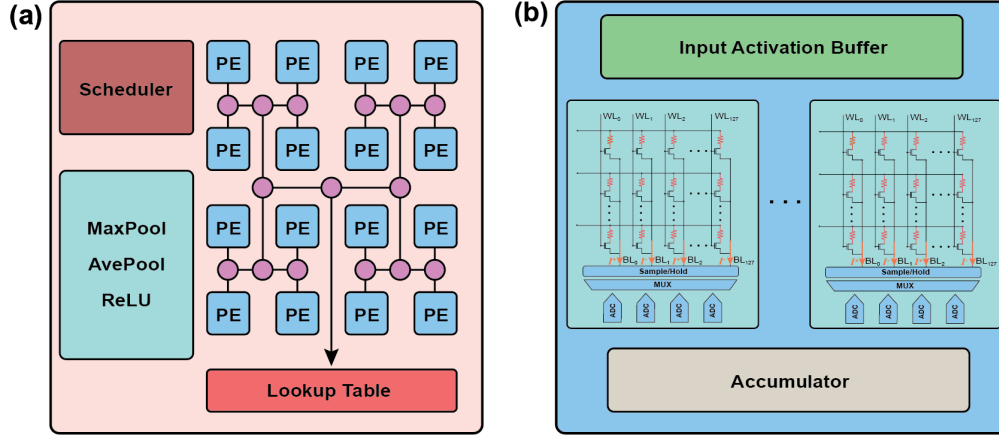 (a)
Scheduler
PE PE PE PE
PE PE PE PE
MaxPool
AvePool
ReLU
PE PE PE PE
PE PE PE PE
Lookup Table
(b)
Input Activation Buffer
WL0 WL1 WL2 WL127
BL0 BL1 BL2 BL127
Sample/Hold
MUX
ADC ADC ADC ADC
. . .
WL0 WL1 WL2 WL127
BL0 BL1 BL2 BL127
Sample/Hold
MUX
ADC ADC ADC ADC
Accumulator